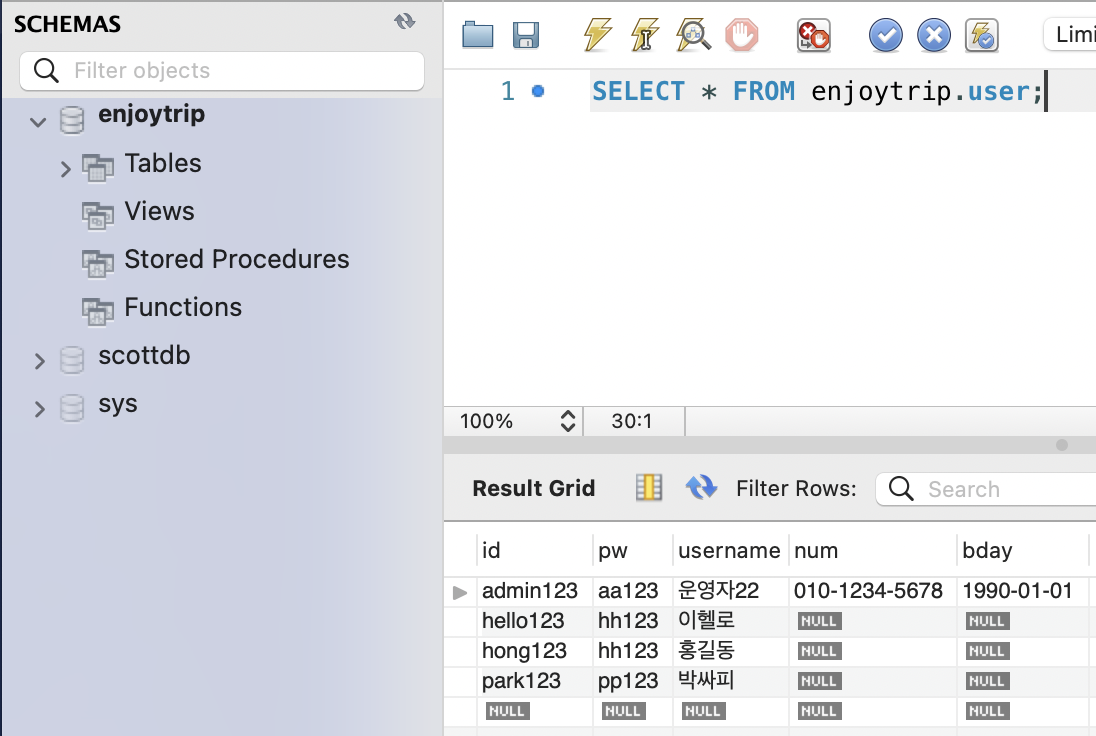 SCHEMAS
Filter objects
enjoytrip
Tables
Views
Stored Procedures
Functions
scottdb
sys
Limi
1 SELECT * FROM enjoytrip.user;
100% 30:1
Result Grid Filter Rows: Search
id pw username num bday
admin123 aa123 운영자22 010-1234-5678 1990-01-01
hello123 hh123 이헬로 NULL NULL
hong123 hh123 홍길동 NULL NULL
park123 pp123 박싸피 NULL NULL
NULL NULL NULL NULL NULL